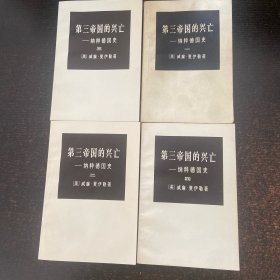 第三帝国的兴亡
——纳粹德国史
三
[美] 威廉·夏伊勒著
第三帝国的兴亡
——纳粹德国史
一
[美] 威廉·夏伊勒著
第三帝国的兴亡
——纳粹德国史
二
[美] 威廉·夏伊勒著
第三帝国的兴亡
——纳粹德国史
四
[美] 威廉·夏伊勒著